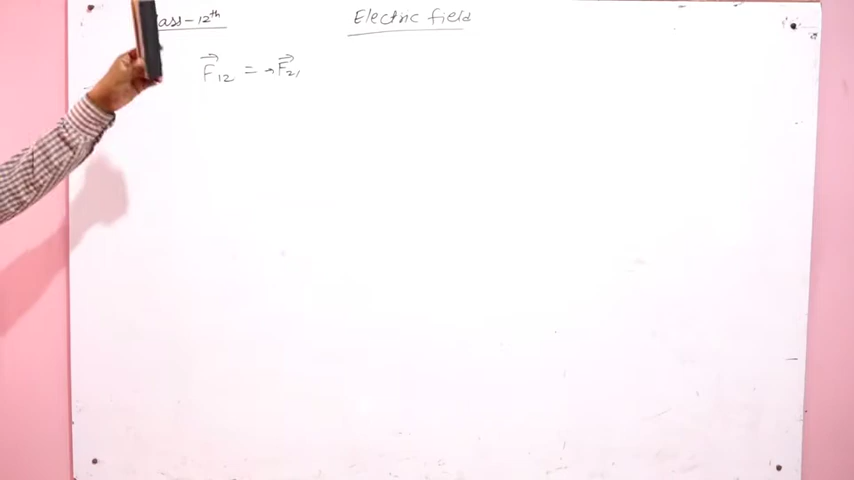 ass - 12th Electric field
F⃗12 = -F⃗21